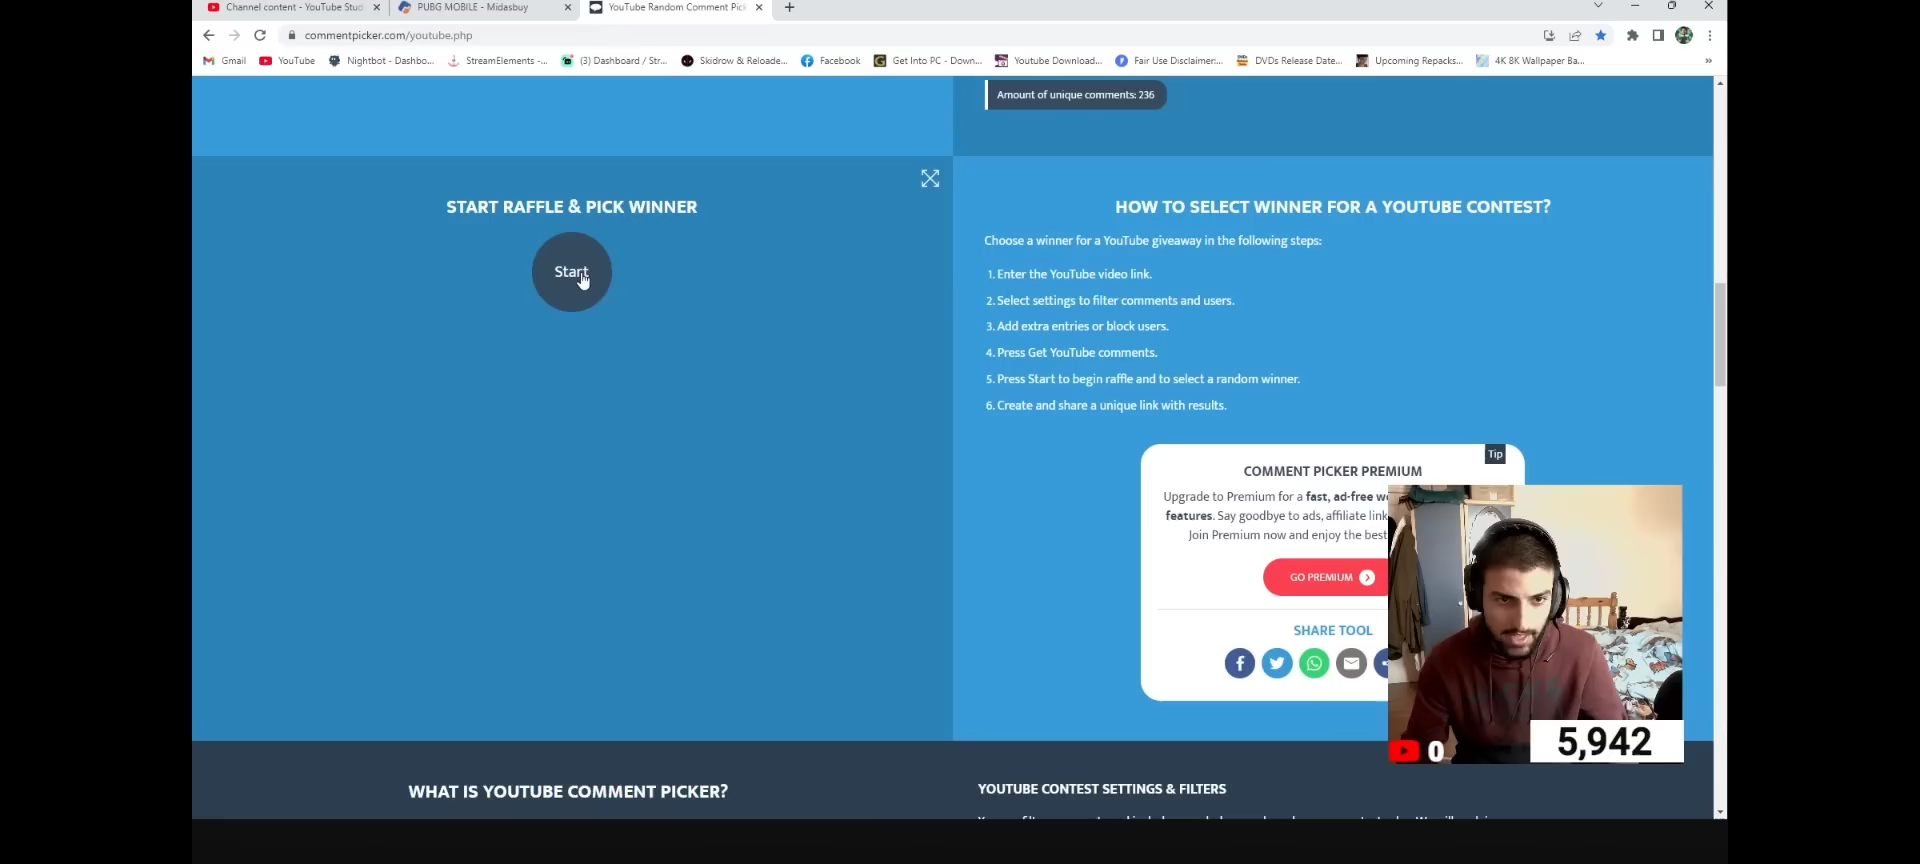 Channel content - YouTube Stud
PUBG MOBILE - Midasbuy
YouTube Random Comment Pick
commentpicker.com/youtube.php
Gmail
YouTube
Nightbot - Dashbo...
StreamElements -...
(3) Dashboard / Str...
Skidrow & Reloade...
Facebook
Get Into PC - Down...
Youtube Download...
Fair Use Disclaimer:...
DVDs Release Date...
Upcoming Repacks...
4K 8K Wallpaper Ba...
»
Amount of unique comments: 236
START RAFFLE & PICK WINNER
Start
HOW TO SELECT WINNER FOR A YOUTUBE CONTEST?
Choose a winner for a YouTube giveaway in the following steps:
1. Enter the YouTube video link.
2. Select settings to filter comments and users.
3. Add extra entries or block users.
4. Press Get YouTube comments.
5. Press Start to begin raffle and to select a random winner.
6. Create and share a unique link with results.
Tip
COMMENT PICKER PREMIUM
Upgrade to Premium for a fast, ad-free
features. Say goodbye to ads, affiliate link
Join Premium now and enjoy the best
GO PREMIUM
SHARE TOOL
0
5,942
WHAT IS YOUTUBE COMMENT PICKER?
YOUTUBE CONTEST SETTINGS & FILTERS